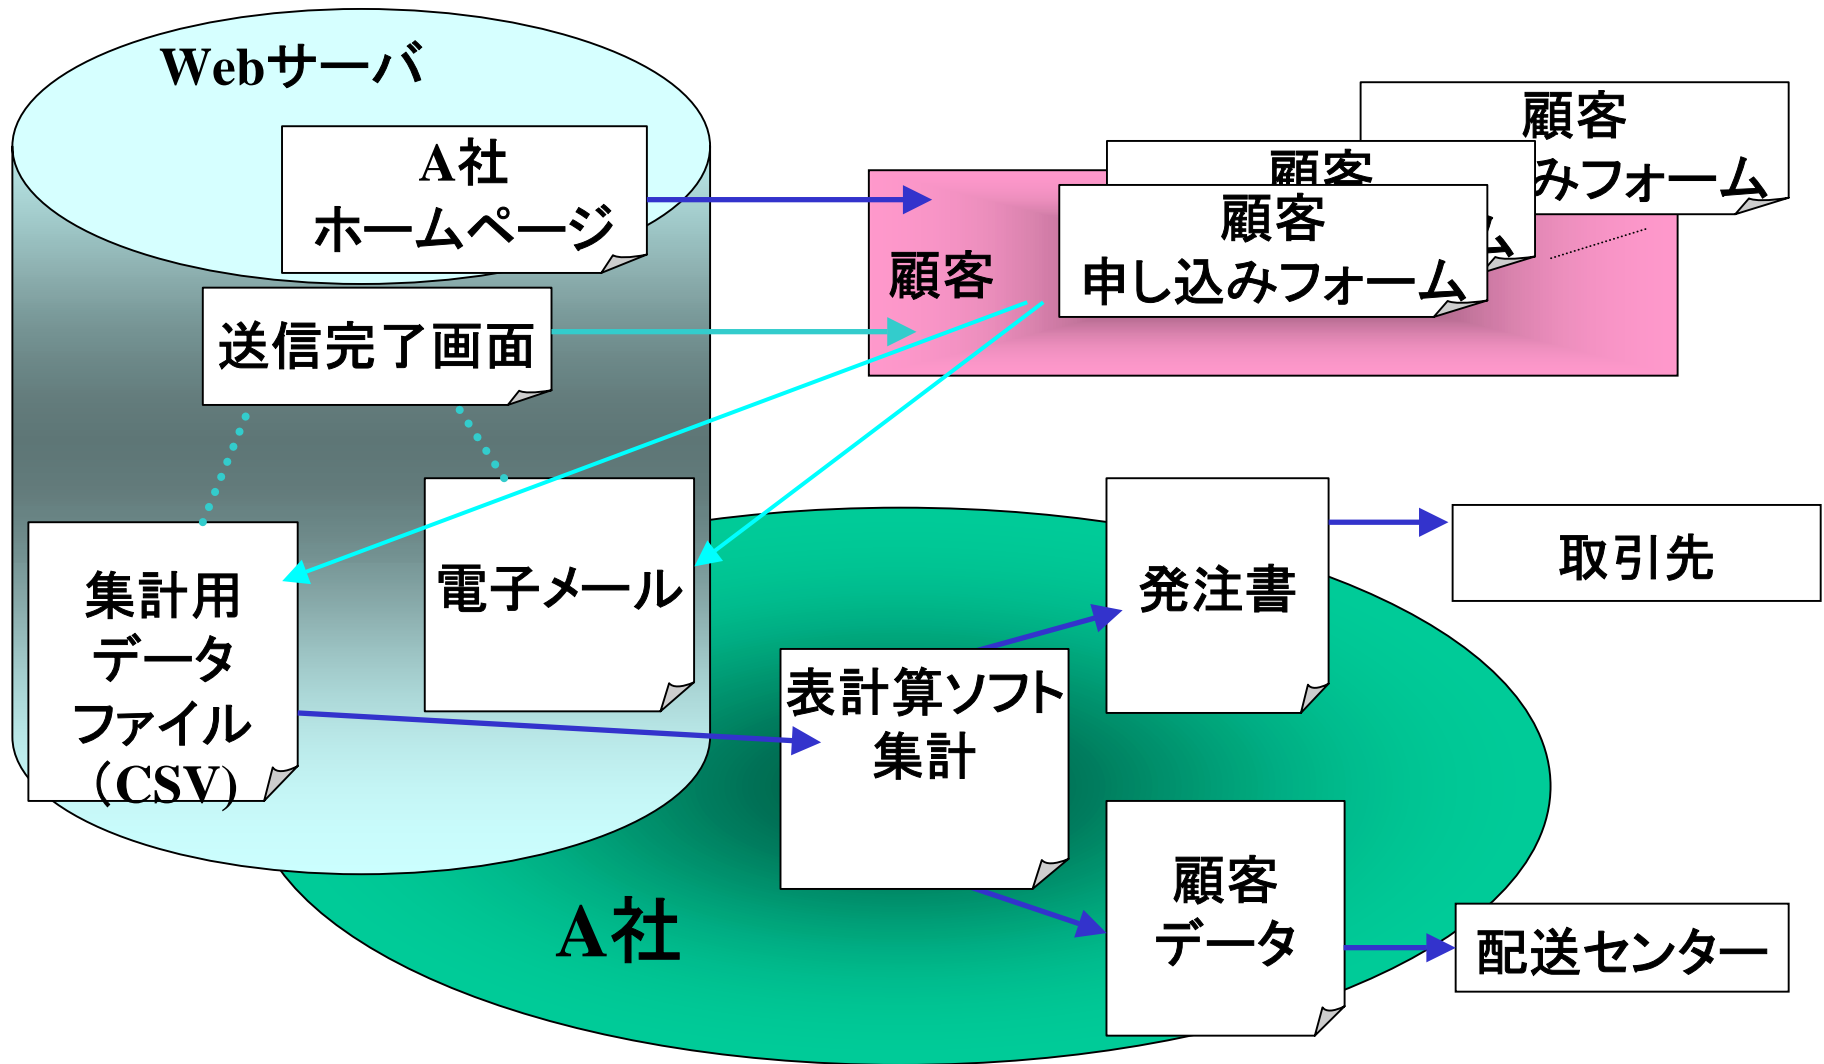 Webサーバ
A社
ホームページ
送信完了画面
集計用
データ
ファイル
（CSV)
電子メール
顧客
顧客
申し込みフォーム
顧客
ム
顧客
みフォーム
A社
表計算ソフト
集計
発注書
取引先
顧客
データ
配送センター